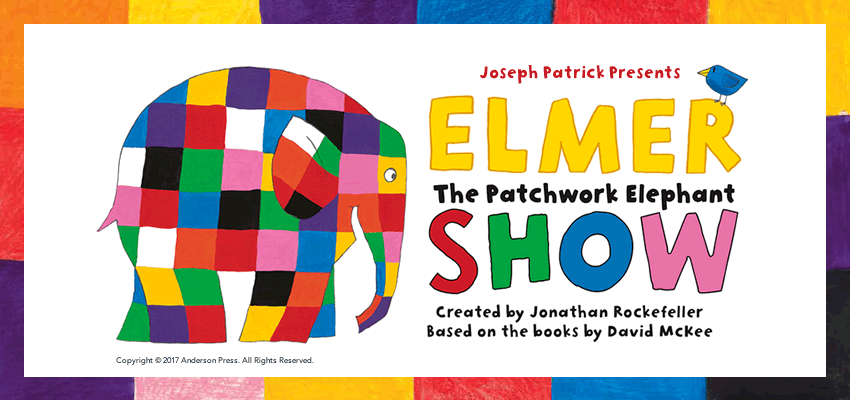 Joseph Patrick Presents
ELMER
The Patchwork Elephant
SHOW
Created by Jonathan Rockefeller
Based on the books by David McKee
Copyright © 2017 Anderson Press. All Rights Reserved.